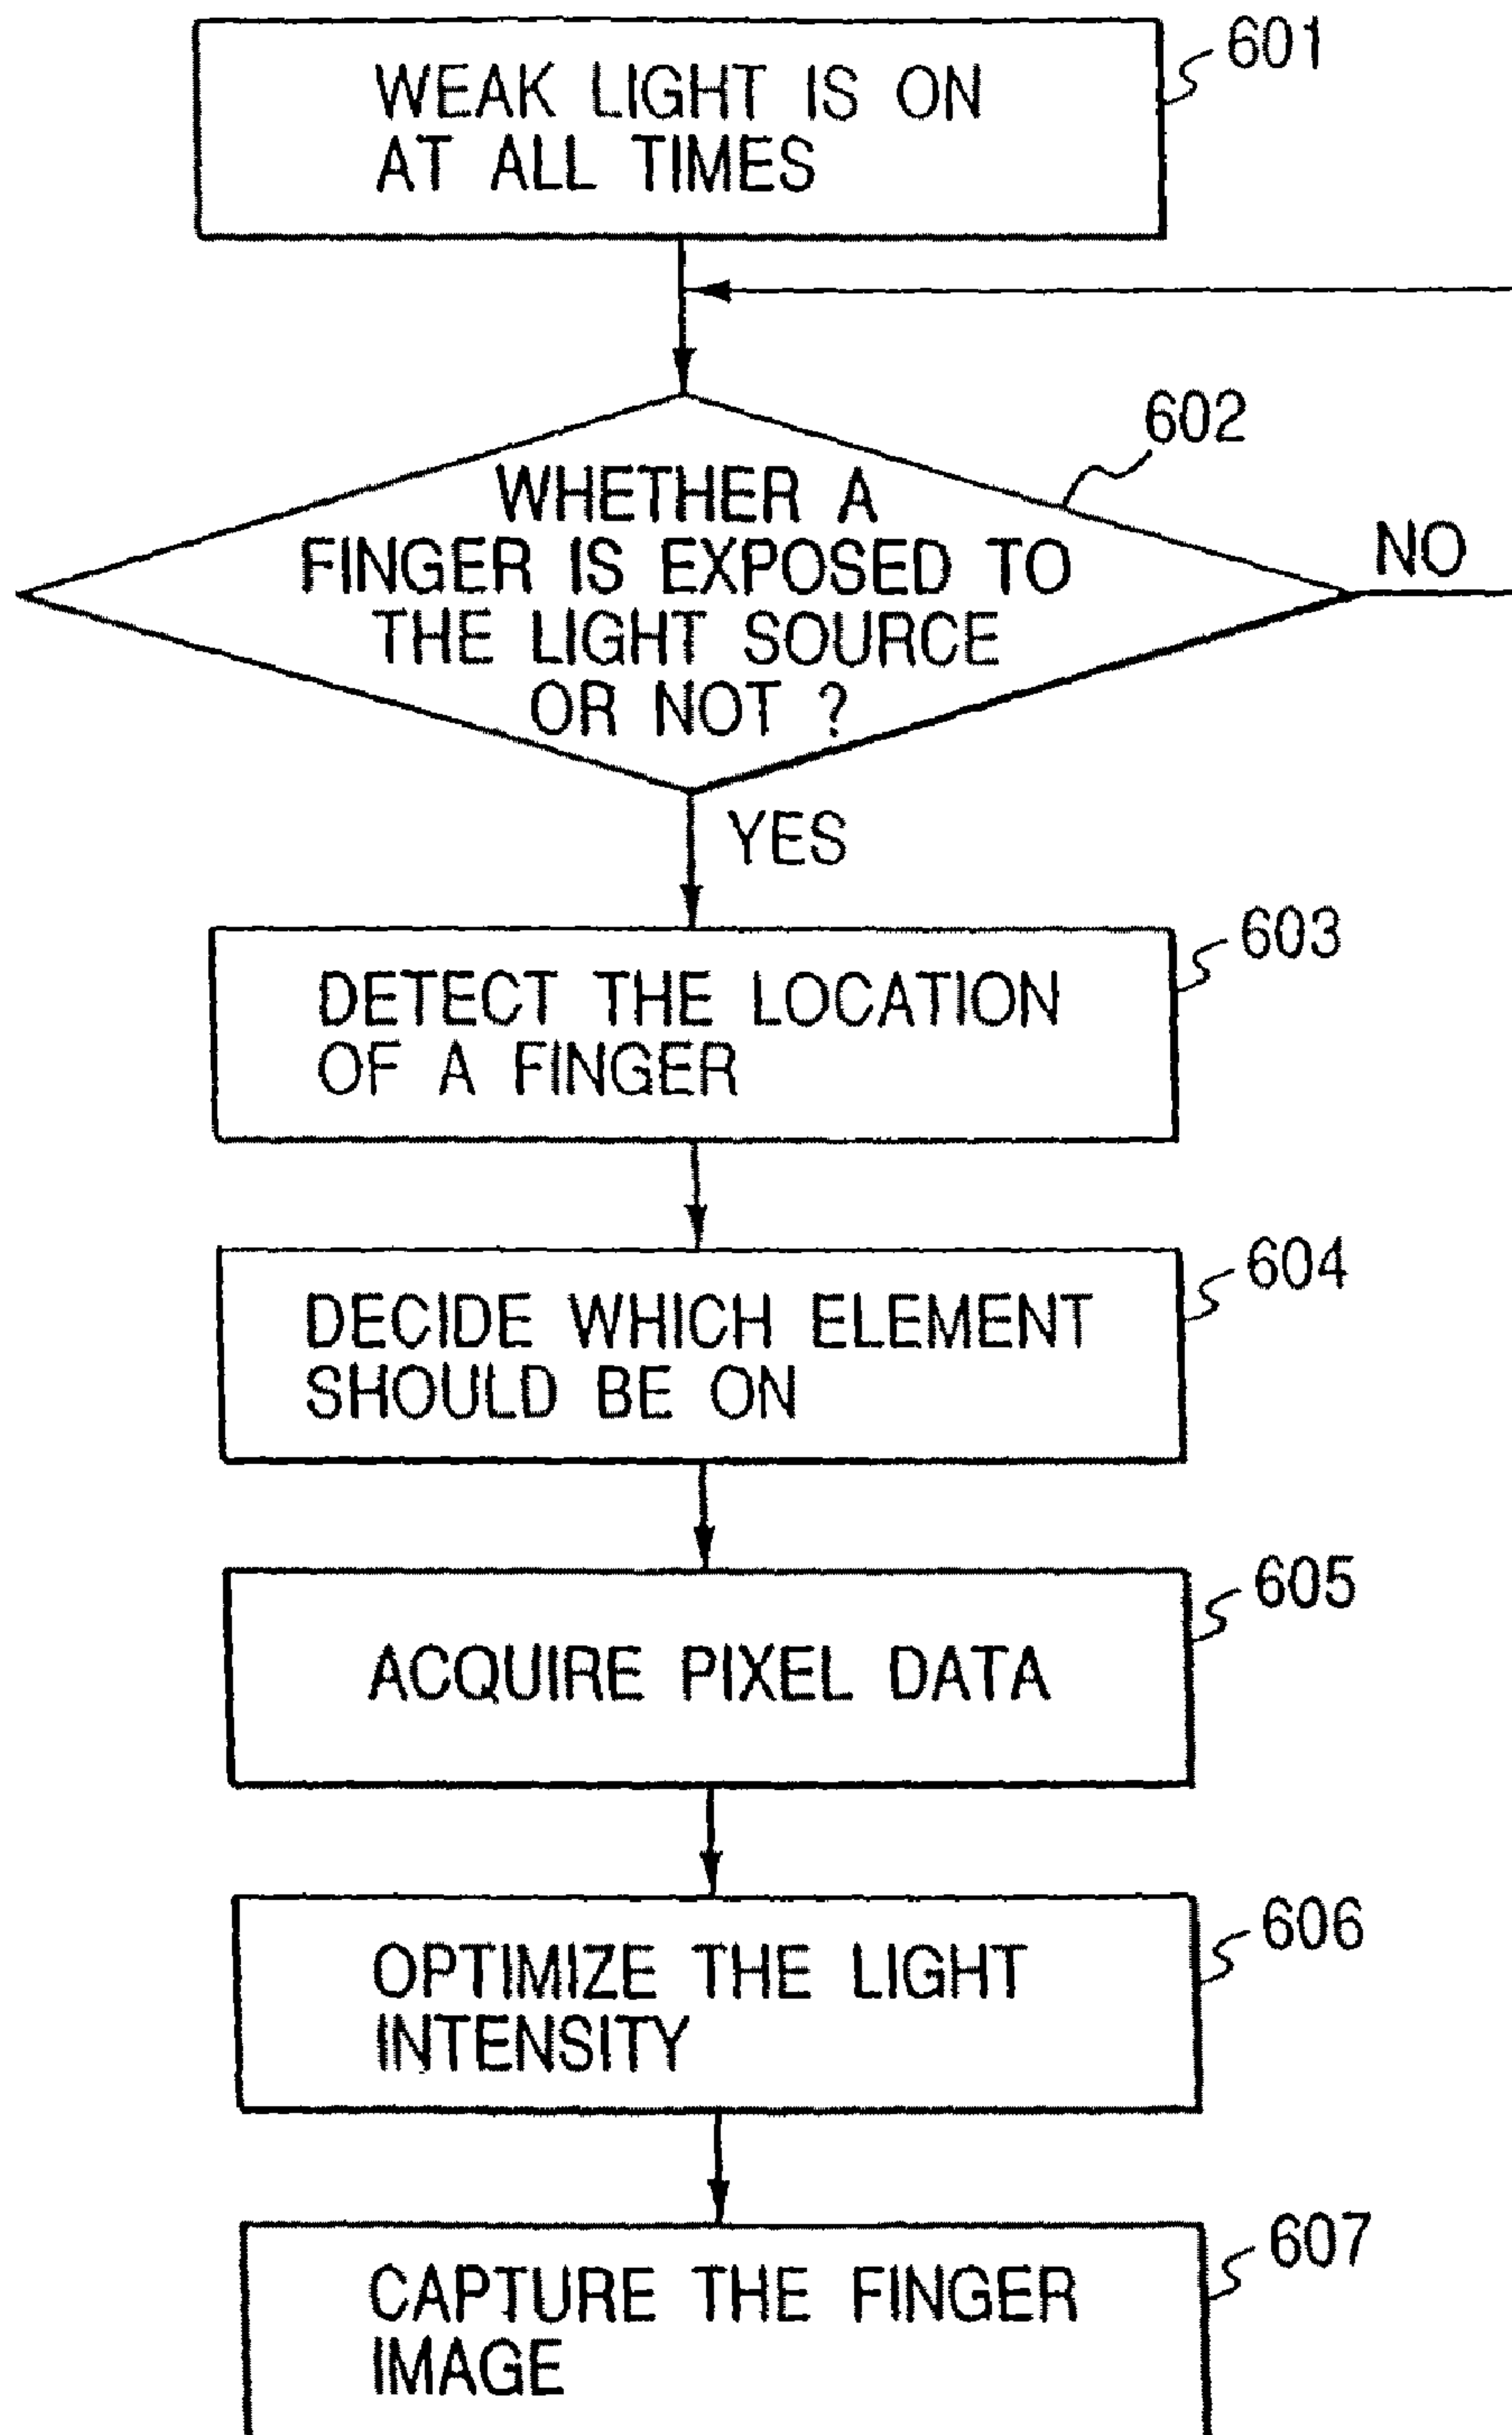 601
WEAK LIGHT IS ON
AT ALL TIMES
602
WHETHER A
FINGER IS EXPOSED TO
THE LIGHT SOURCE
OR NOT ?
NO
YES
603
DETECT THE LOCATION
OF A FINGER
604
DECIDE WHICH ELEMENT
SHOULD BE ON
605
ACQUIRE PIXEL DATA
606
OPTIMIZE THE LIGHT
INTENSITY
607
CAPTURE THE FINGER
IMAGE